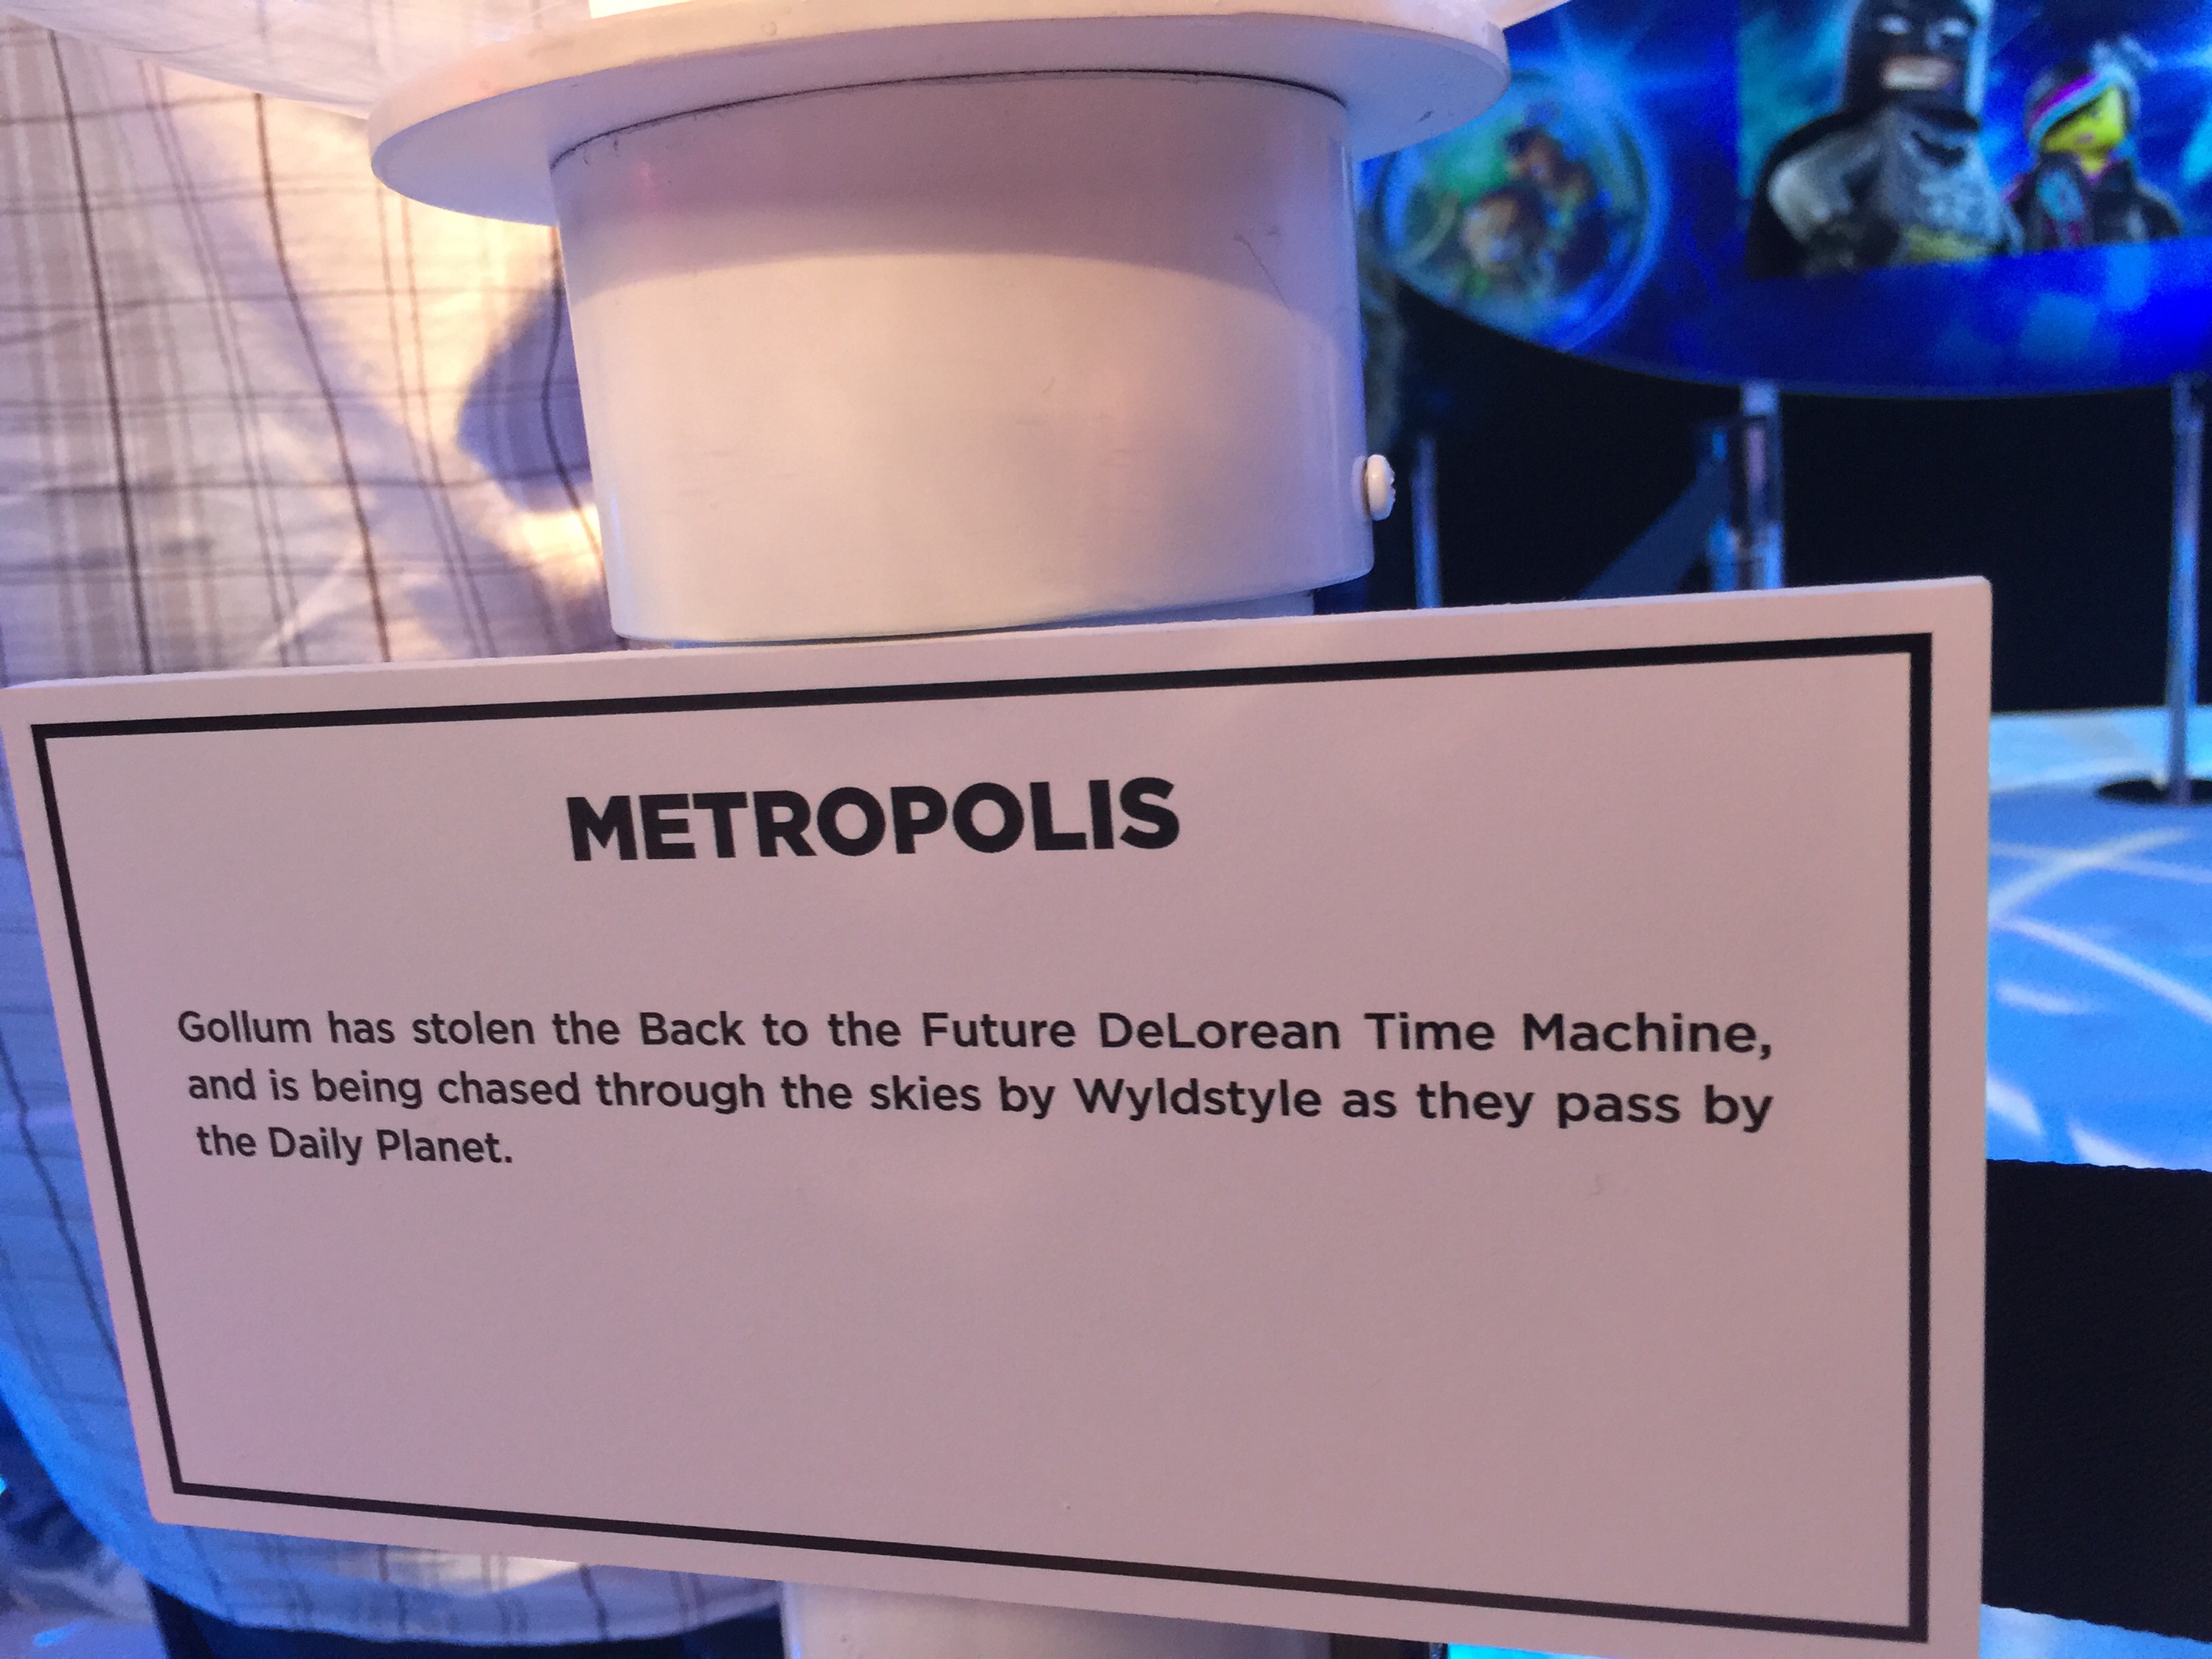 METROPOLIS
Gollum has stolen the Back to the Future DeLorean Time Machine,
and is being chased through the skies by Wyldstyle as they pass by
the Daily Planet.